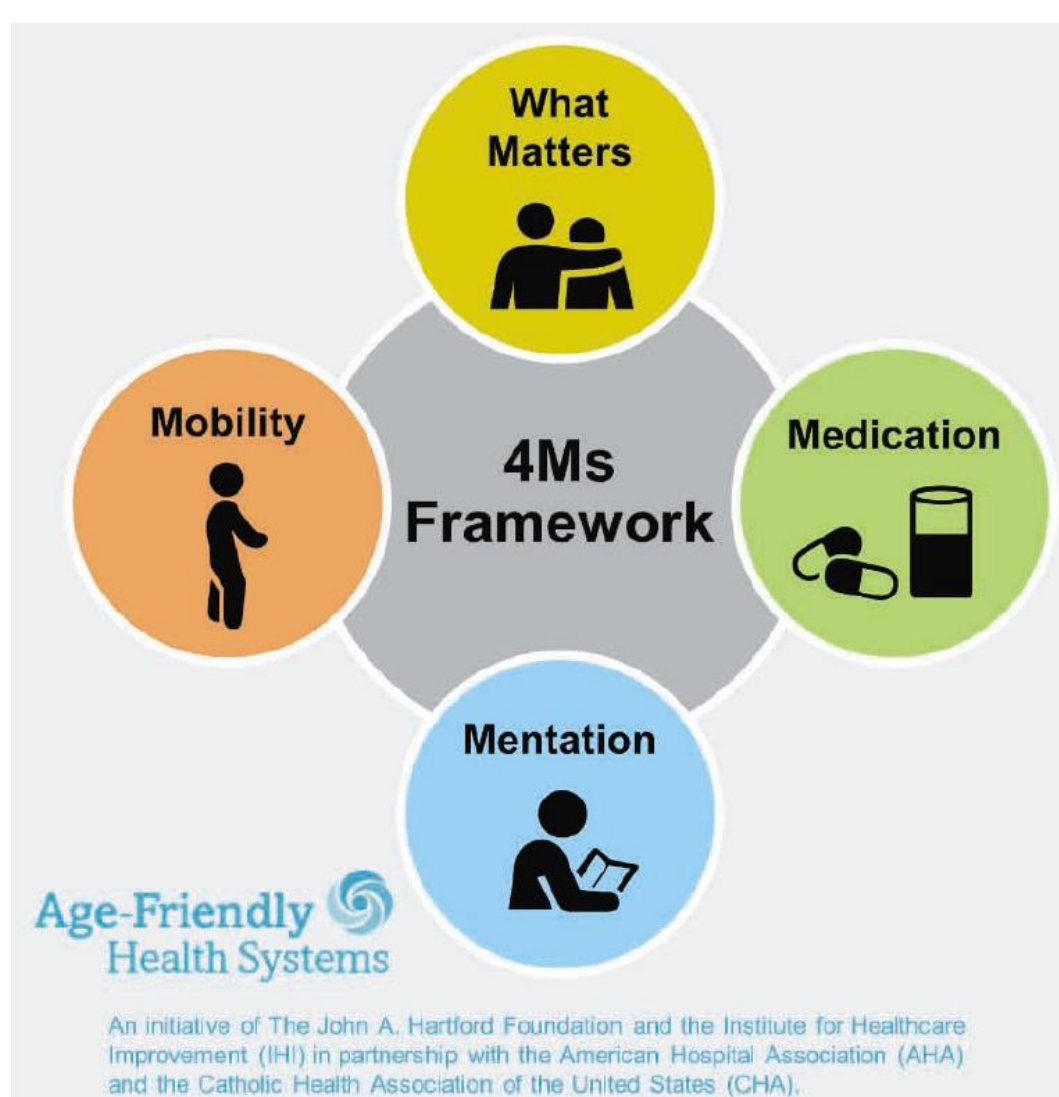 What
Matters
Mobility
4Ms
Framework
Medication
Mentation
Age-Friendly
Health Systems
An initiative of The John A. Hartford Foundation and the Institute for Healthcare
Improvement (IHI) in partnership with the American Hospital Association (AHA)
and the Catholic Health Association of the United States (CHA).